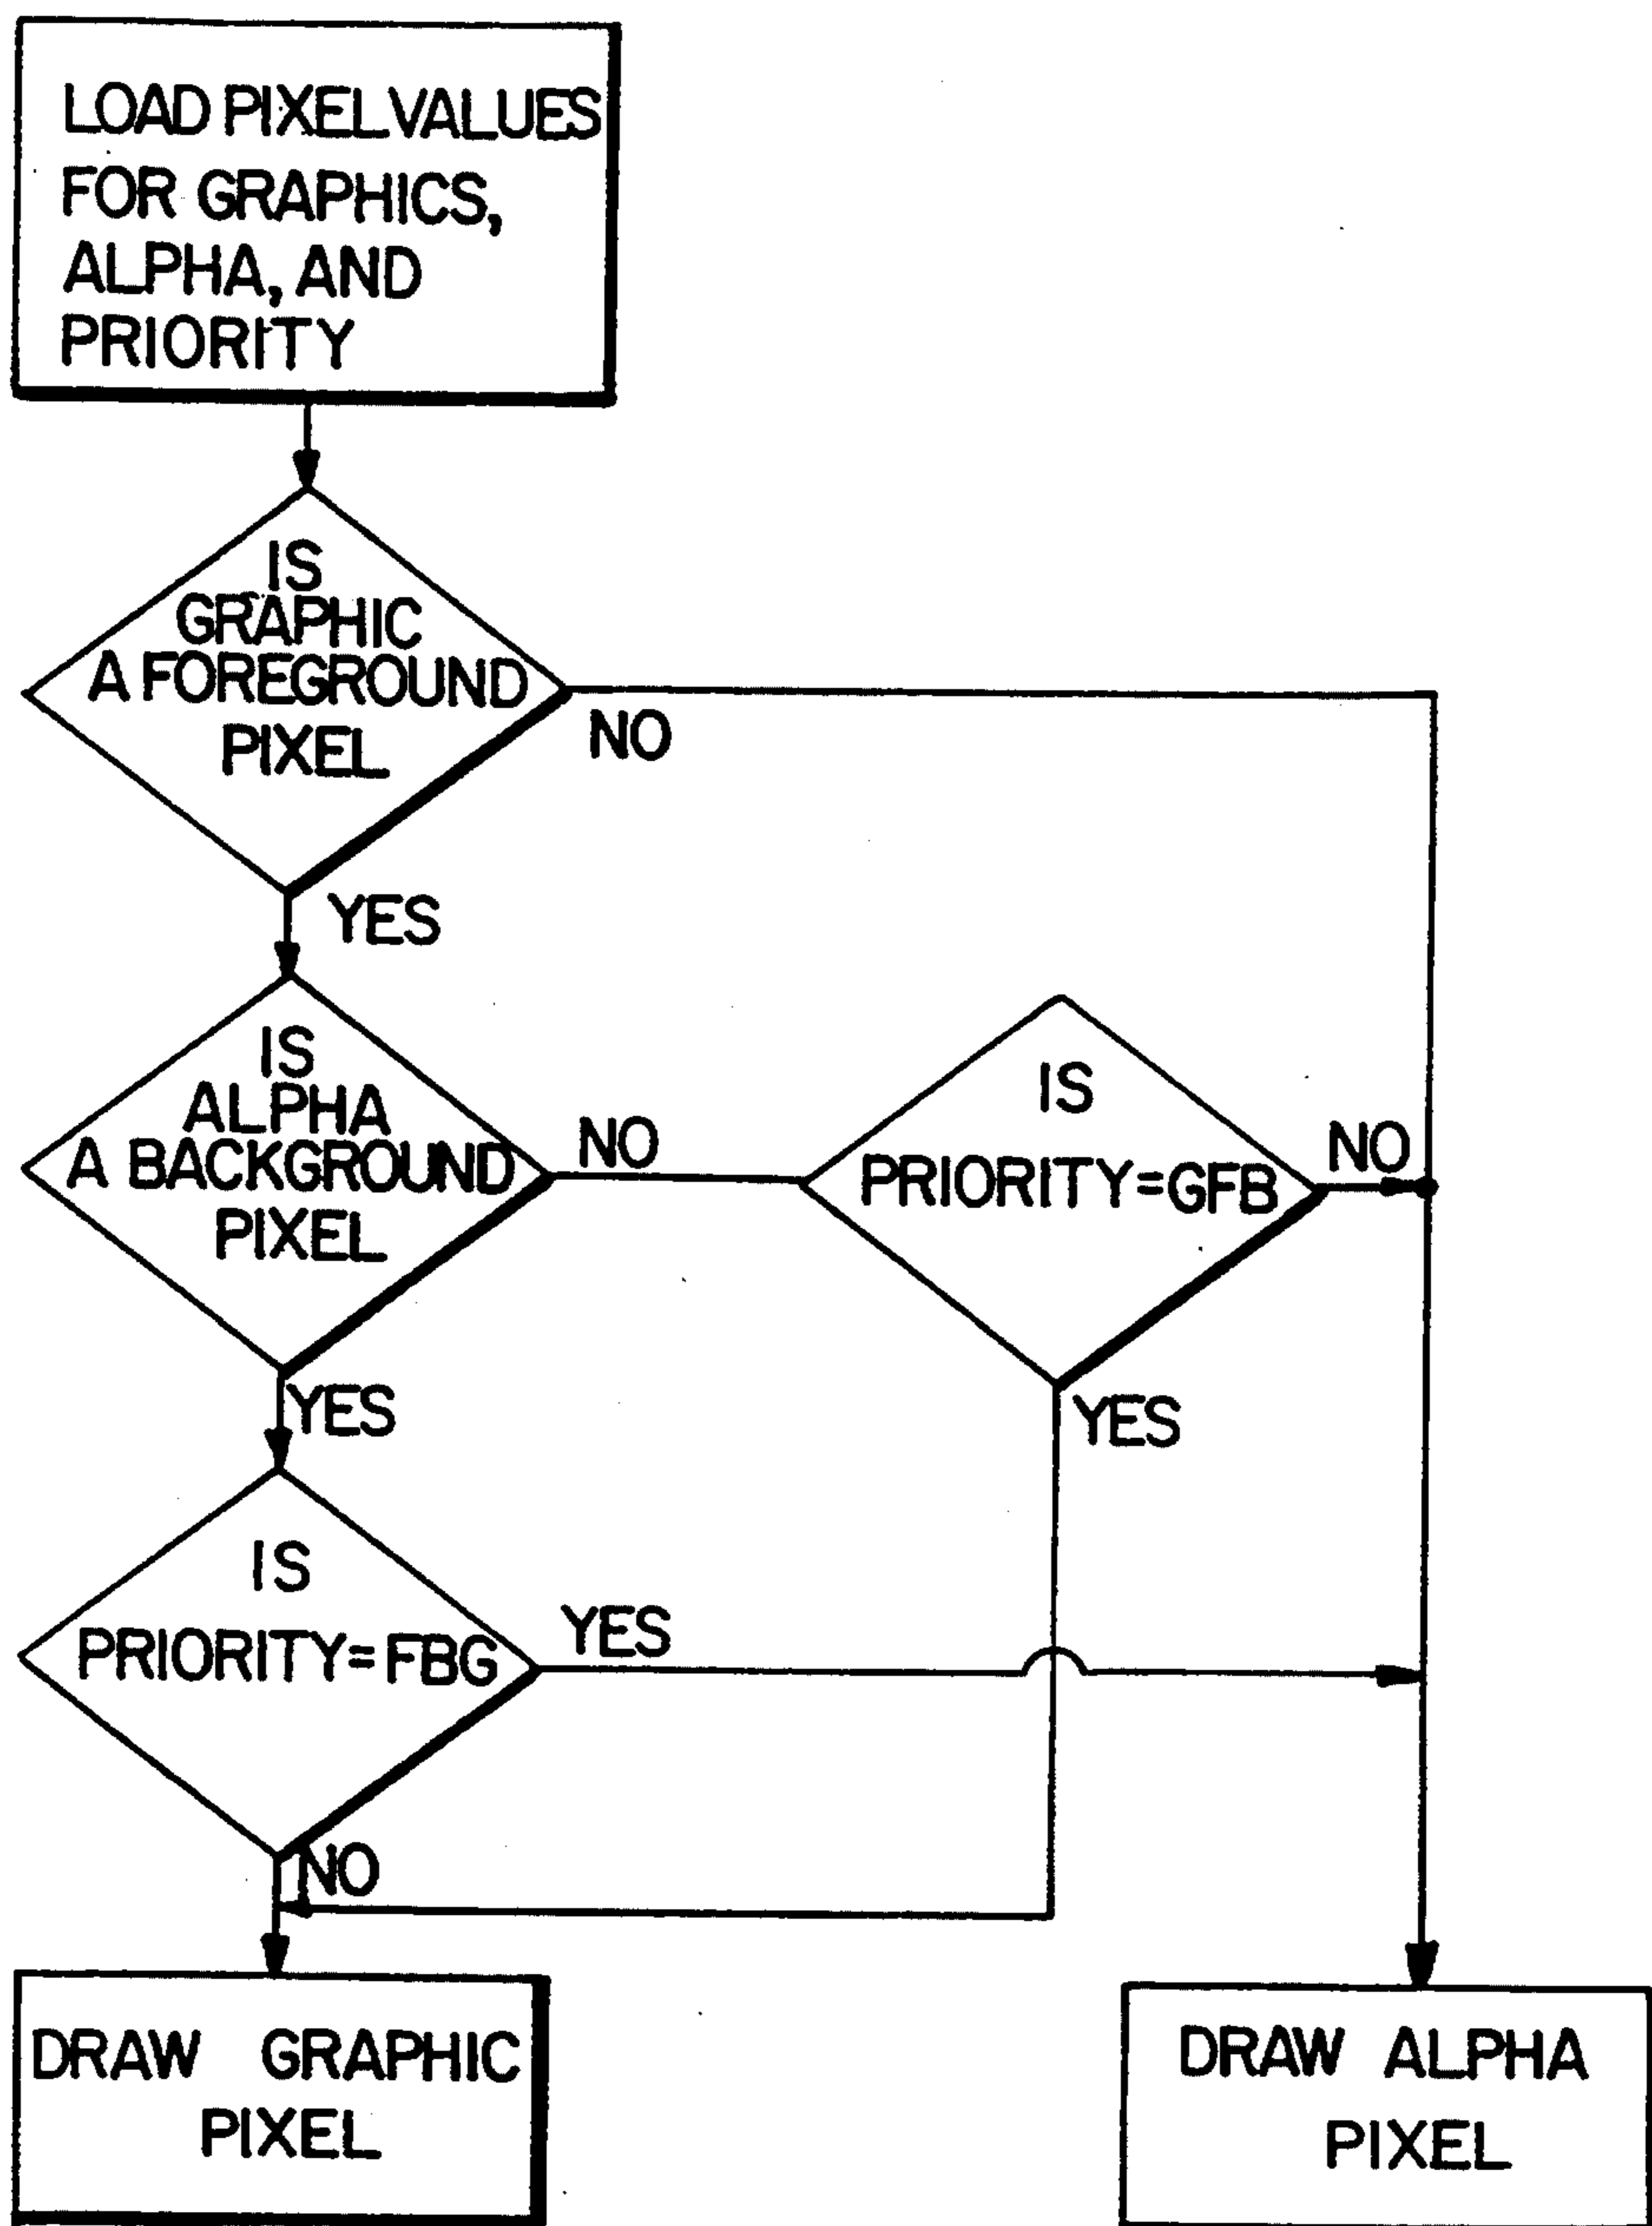 LOAD PIXEL VALUES
FOR GRAPHICS,
ALPHA, AND
PRIORITY
IS
GRAPHIC
A FOREGROUND
PIXEL
NO
YES
IS
ALPHA
A BACKGROUND
PIXEL
NO
YES
IS
PRIORITY=GFB
NO
YES
IS
PRIORITY=FBG
YES
NO
DRAW GRAPHIC
PIXEL
DRAW ALPHA
PIXEL